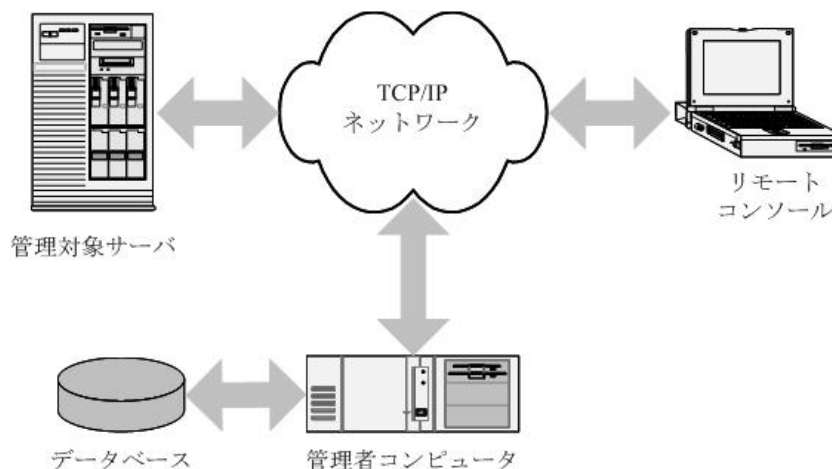 TCP/IP
ネットワーク
リモート
コンソール
管理対象サーバ
データベース
管理者コンピュータ